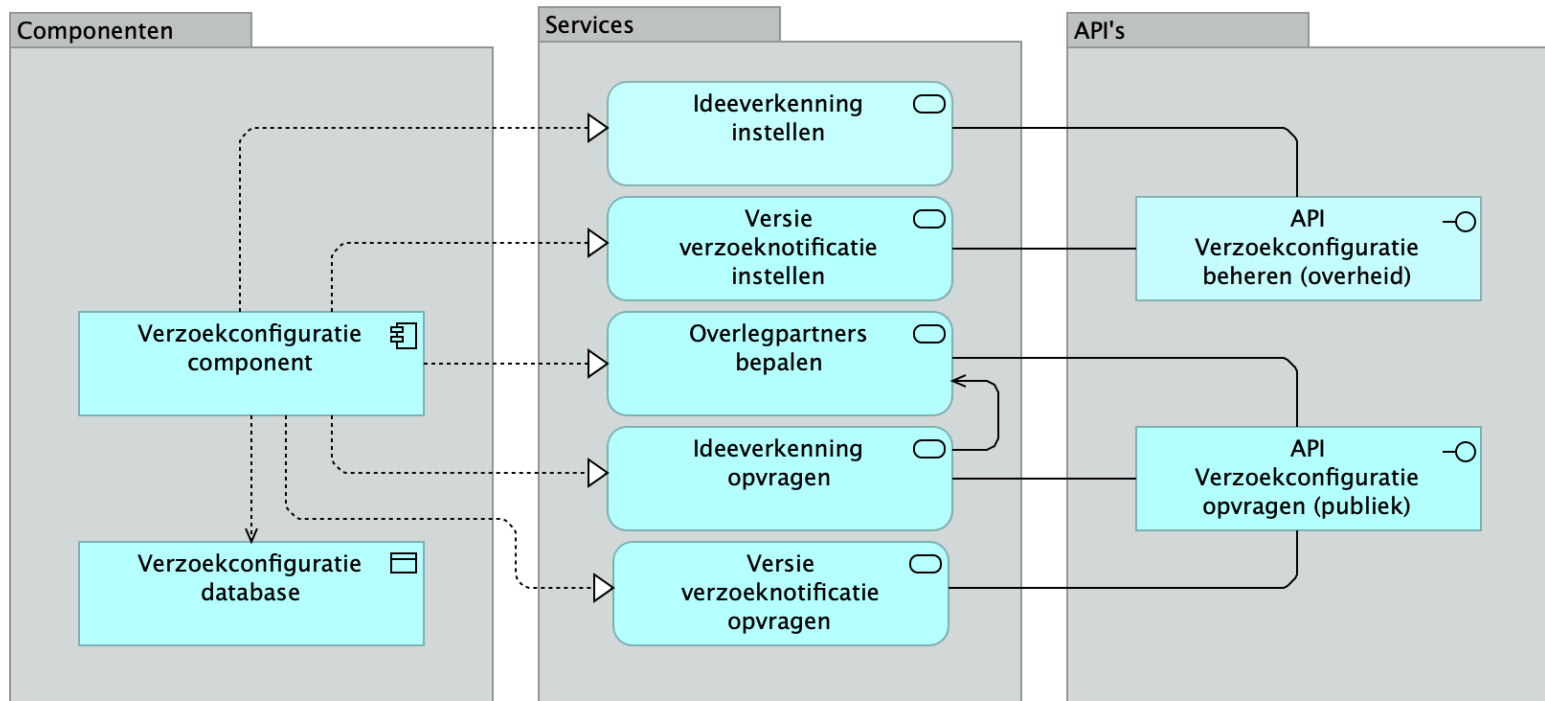 Componenten
Verzoekconfiguratie
component
Verzoekconfiguratie
database
Services
Ideeverkenning
instellen
Versie
verzoeknotificatie
instellen
Overlegpartners
bepalen
Ideeverkenning
opvragen
Versie
verzoeknotificatie
opvragen
API's
API
Verzoekconfiguratie
beheren (overheid)
API
Verzoekconfiguratie
opvragen (publiek)